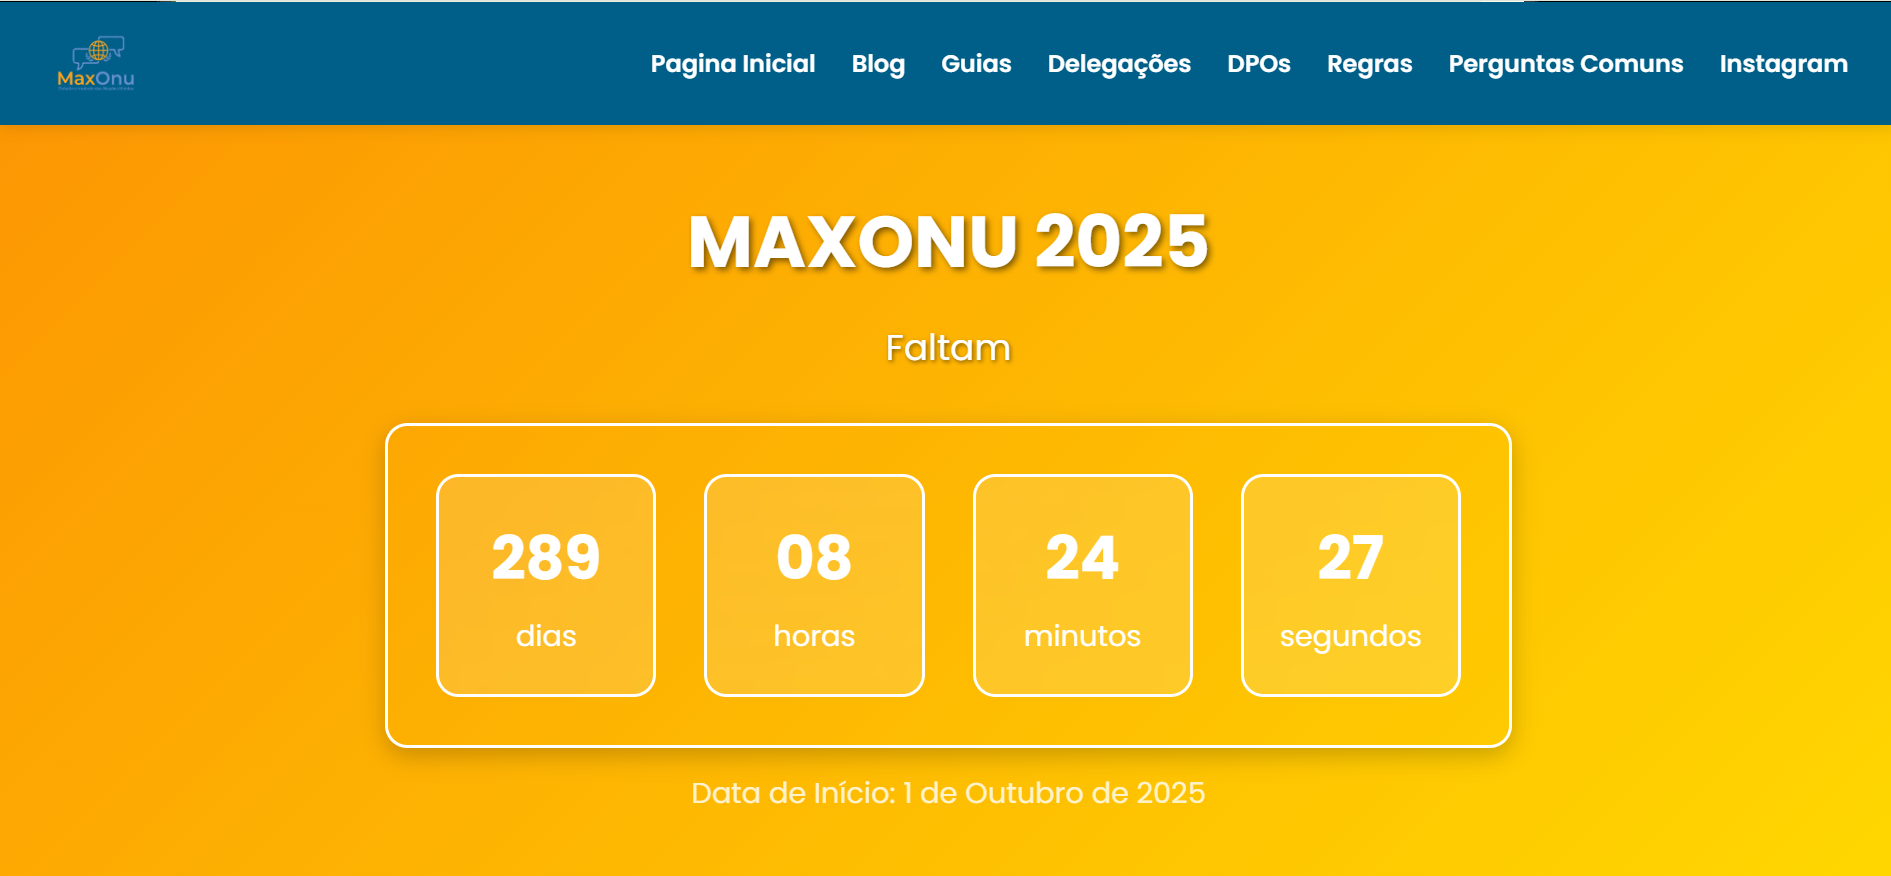 MaxOnu
Pagina Inicial Blog Guias Delegações DPOs Regras Perguntas Comuns Instagram
MAXONU 2025
Faltam
289 08 24 27
dias horas minutos segundos
Data de Início: 1 de Outubro de 2025